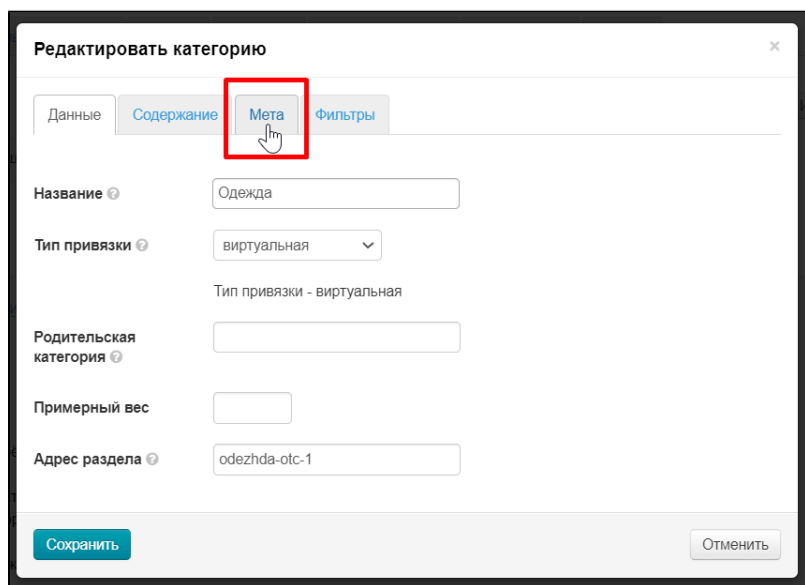 Редактировать категорию
Данные Содержание Мета Фильтры
Название
Одежда
Тип привязки
виртуальная
Тип привязки - виртуальная
Родительская
категория
Примерный вес
Адрес раздела
odezhda-otc-1
Сохранить
Отменить